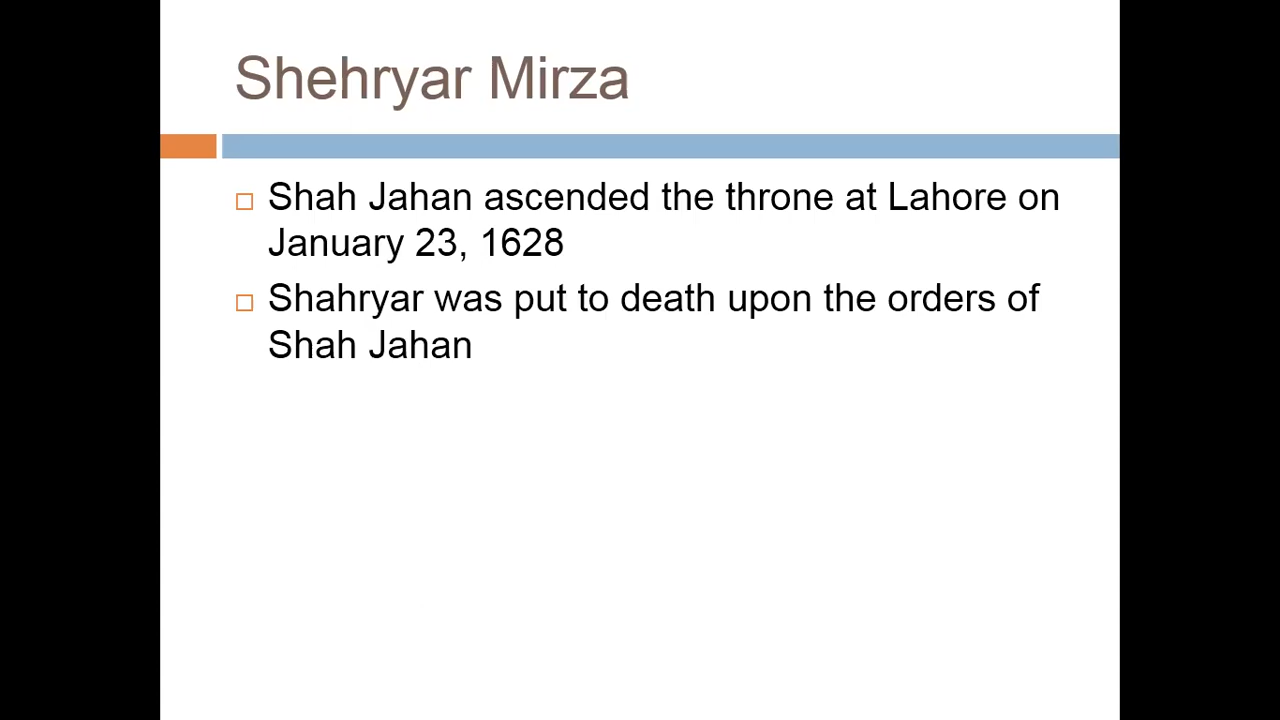 Shehryar Mirza
Shah Jahan ascended the throne at Lahore on
January 23, 1628
Shahryar was put to death upon the orders of
Shah Jahan